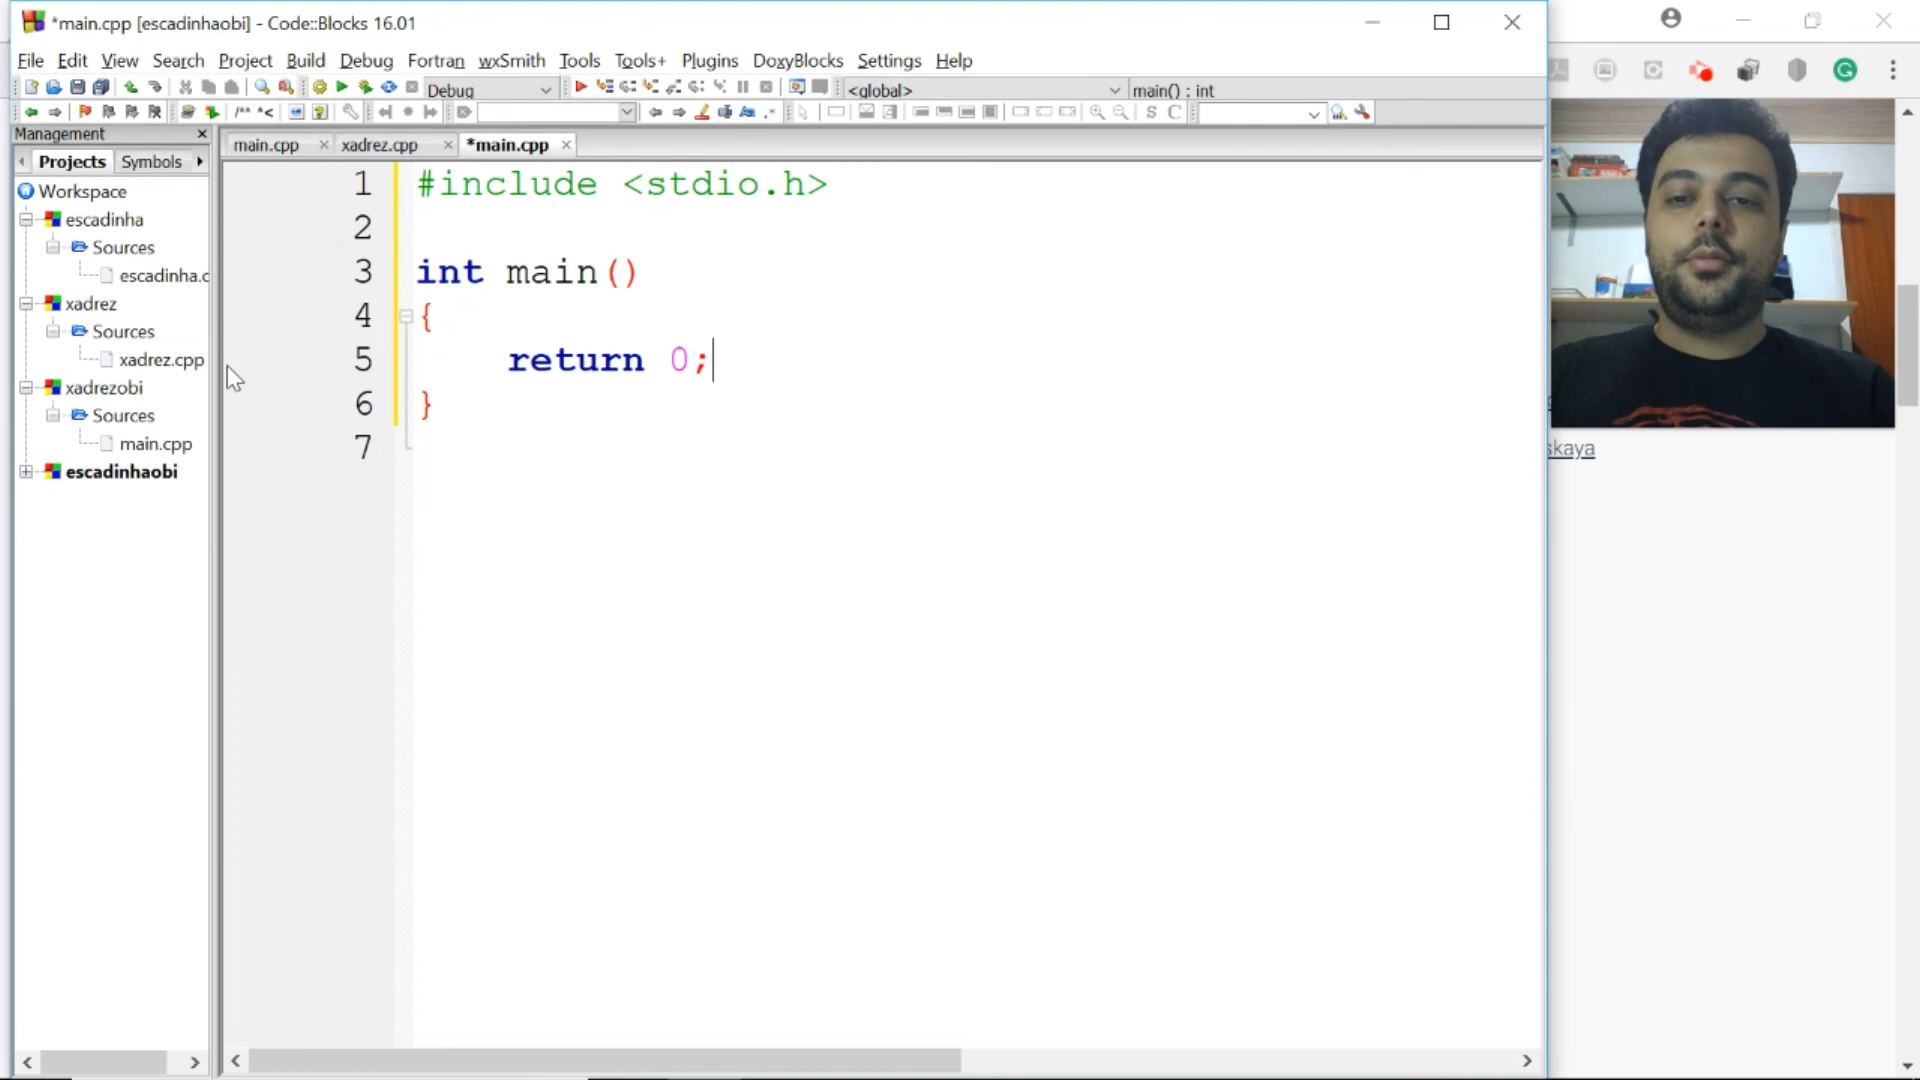 *main.cpp [escadinhaobi] - Code::Blocks 16.01
File Edit View Search Project Build Debug Fortran wxSmith Tools Tools+ Plugins DoxyBlocks Settings Help
Debug <global> main() : int
/** *< S C
Management
Projects Symbols
main.cpp xadrez.cpp *main.cpp
Workspace
escadinha
Sources
escadinha.c
xadrez
Sources
xadrez.cpp
xadrezobi
Sources
main.cpp
escadinhaobi
1 #include <stdio.h>
2
3 int main()
4 {
5 return 0;
6 }
7
skaya